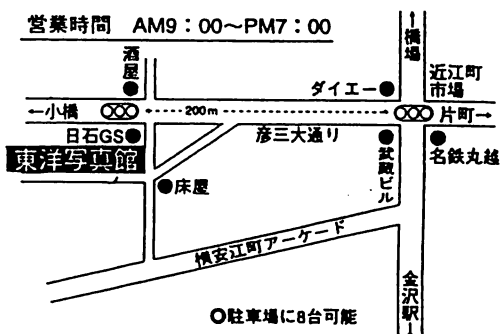 営業時間 AM9:00～PM7:00
↑橋場
酒屋
ダイエー
近江町
市場
←小橋
200m
片町→
日石GS
彦三大通り
武蔵ビル
名鉄丸越
東洋写真館
床屋
横安江町アーケード
金沢駅↓
○駐車場に8台可能